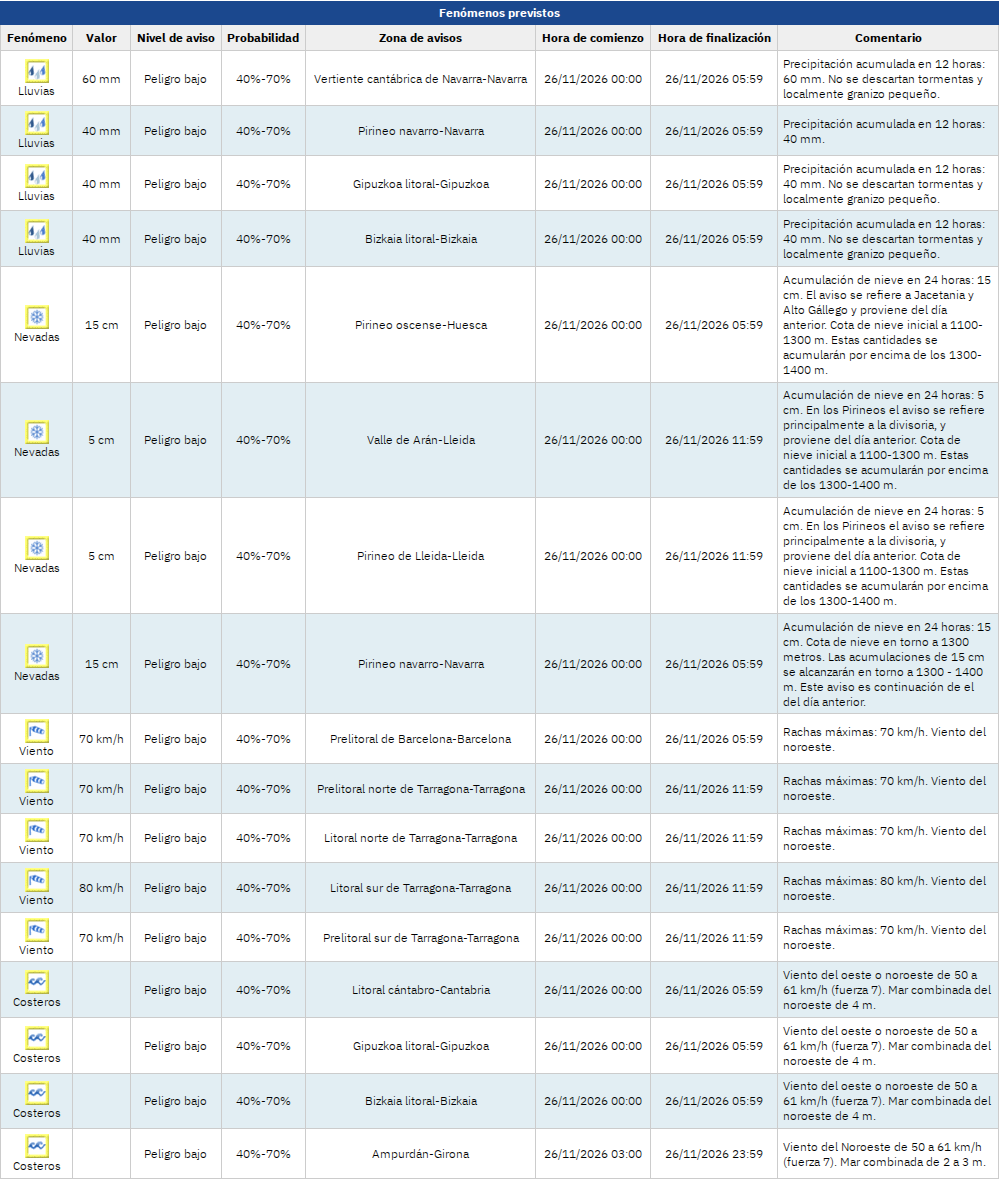 Fenómenos previstos
Fenómeno Valor Nivel de aviso Probabilidad Zona de avisos Hora de comienzo Hora de finalización Comentario
Lluvias 60 mm Peligro bajo 40%-70% Vertiente cantábrica de Navarra-Navarra 26/11/2026 00:00 26/11/2026 05:59 Precipitación acumulada en 12 horas:
60 mm. No se descartan tormentas y
localmente granizo pequeño.
Lluvias 40 mm Peligro bajo 40%-70% Pirineo navarro-Navarra 26/11/2026 00:00 26/11/2026 05:59 Precipitación acumulada en 12 horas:
40 mm.
Lluvias 40 mm Peligro bajo 40%-70% Gipuzkoa litoral-Gipuzkoa 26/11/2026 00:00 26/11/2026 05:59 Precipitación acumulada en 12 horas:
40 mm. No se descartan tormentas y
localmente granizo pequeño.
Lluvias 40 mm Peligro bajo 40%-70% Bizkaia litoral-Bizkaia 26/11/2026 00:00 26/11/2026 05:59 Precipitación acumulada en 12 horas:
40 mm. No se descartan tormentas y
localmente granizo pequeño.
Nevadas 15 cm Peligro bajo 40%-70% Pirineo oscense-Huesca 26/11/2026 00:00 26/11/2026 05:59 Acumulación de nieve en 24 horas: 15
cm. El aviso se refiere a Jacetania y
Alto Gállego y proviene del día
anterior. Cota de nieve inicial a 1100-
1300 m. Estas cantidades se
acumularán por encima de los 1300-
1400 m.
Nevadas 5 cm Peligro bajo 40%-70% Valle de Arán-Lleida 26/11/2026 00:00 26/11/2026 11:59 Acumulación de nieve en 24 horas: 5
cm. En los Pirineos el aviso se refiere
principalmente a la divisoria, y
proviene del día anterior. Cota de
nieve inicial a 1100-1300 m. Estas
cantidades se acumularán por encima
de los 1300-1400 m.
Nevadas 5 cm Peligro bajo 40%-70% Pirineo de Lleida-Lleida 26/11/2026 00:00 26/11/2026 11:59 Acumulación de nieve en 24 horas: 5
cm. En los Pirineos el aviso se refiere
principalmente a la divisoria, y
proviene del día anterior. Cota de
nieve inicial a 1100-1300 m. Estas
cantidades se acumularán por encima
de los 1300-1400 m.
Nevadas 15 cm Peligro bajo 40%-70% Pirineo navarro-Navarra 26/11/2026 00:00 26/11/2026 05:59 Acumulación de nieve en 24 horas: 15
cm. Cota de nieve en torno a 1300
metros. Las acumulaciones de 15 cm
se alcanzarán en torno a 1300 - 1400
m. Este aviso es continuación de el
del día anterior.
Viento 70 km/h Peligro bajo 40%-70% Prelitoral de Barcelona-Barcelona 26/11/2026 00:00 26/11/2026 05:59 Rachas máximas: 70 km/h. Viento del
noroeste.
Viento 70 km/h Peligro bajo 40%-70% Prelitoral norte de Tarragona-Tarragona 26/11/2026 00:00 26/11/2026 11:59 Rachas máximas: 70 km/h. Viento del
noroeste.
Viento 70 km/h Peligro bajo 40%-70% Litoral norte de Tarragona-Tarragona 26/11/2026 00:00 26/11/2026 11:59 Rachas máximas: 70 km/h. Viento del
noroeste.
Viento 80 km/h Peligro bajo 40%-70% Litoral sur de Tarragona-Tarragona 26/11/2026 00:00 26/11/2026 11:59 Rachas máximas: 80 km/h. Viento del
noroeste.
Viento 70 km/h Peligro bajo 40%-70% Prelitoral sur de Tarragona-Tarragona 26/11/2026 00:00 26/11/2026 11:59 Rachas máximas: 70 km/h. Viento del
noroeste.
Costeros Peligro bajo 40%-70% Litoral cántabro-Cantabria 26/11/2026 00:00 26/11/2026 05:59 Viento del oeste o noroeste de 50 a
61 km/h (fuerza 7). Mar combinada del
noroeste de 4 m.
Costeros Peligro bajo 40%-70% Gipuzkoa litoral-Gipuzkoa 26/11/2026 00:00 26/11/2026 05:59 Viento del oeste o noroeste de 50 a
61 km/h (fuerza 7). Mar combinada del
noroeste de 4 m.
Costeros Peligro bajo 40%-70% Bizkaia litoral-Bizkaia 26/11/2026 00:00 26/11/2026 05:59 Viento del oeste o noroeste de 50 a
61 km/h (fuerza 7). Mar combinada del
noroeste de 4 m.
Costeros Peligro bajo 40%-70% Ampurdán-Girona 26/11/2026 03:00 26/11/2026 23:59 Viento del Noroeste de 50 a 61 km/h
(fuerza 7). Mar combinada de 2 a 3 m.